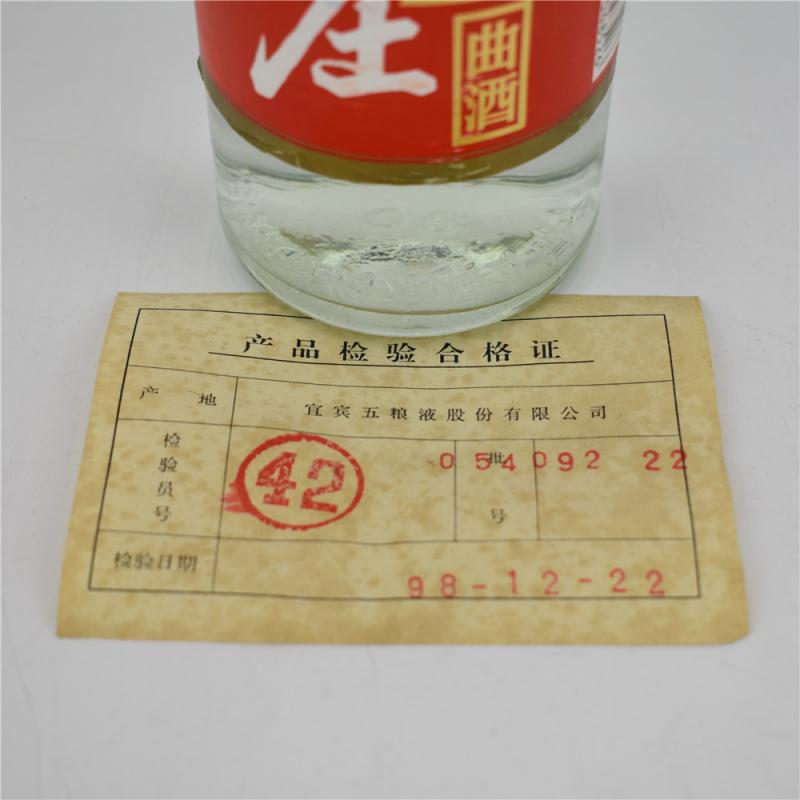 庄
曲酒
产品检验合格证
产地 宜宾五粮液股份有限公司
检验员号 42 批号 054092 22
检验日期 98-12-22